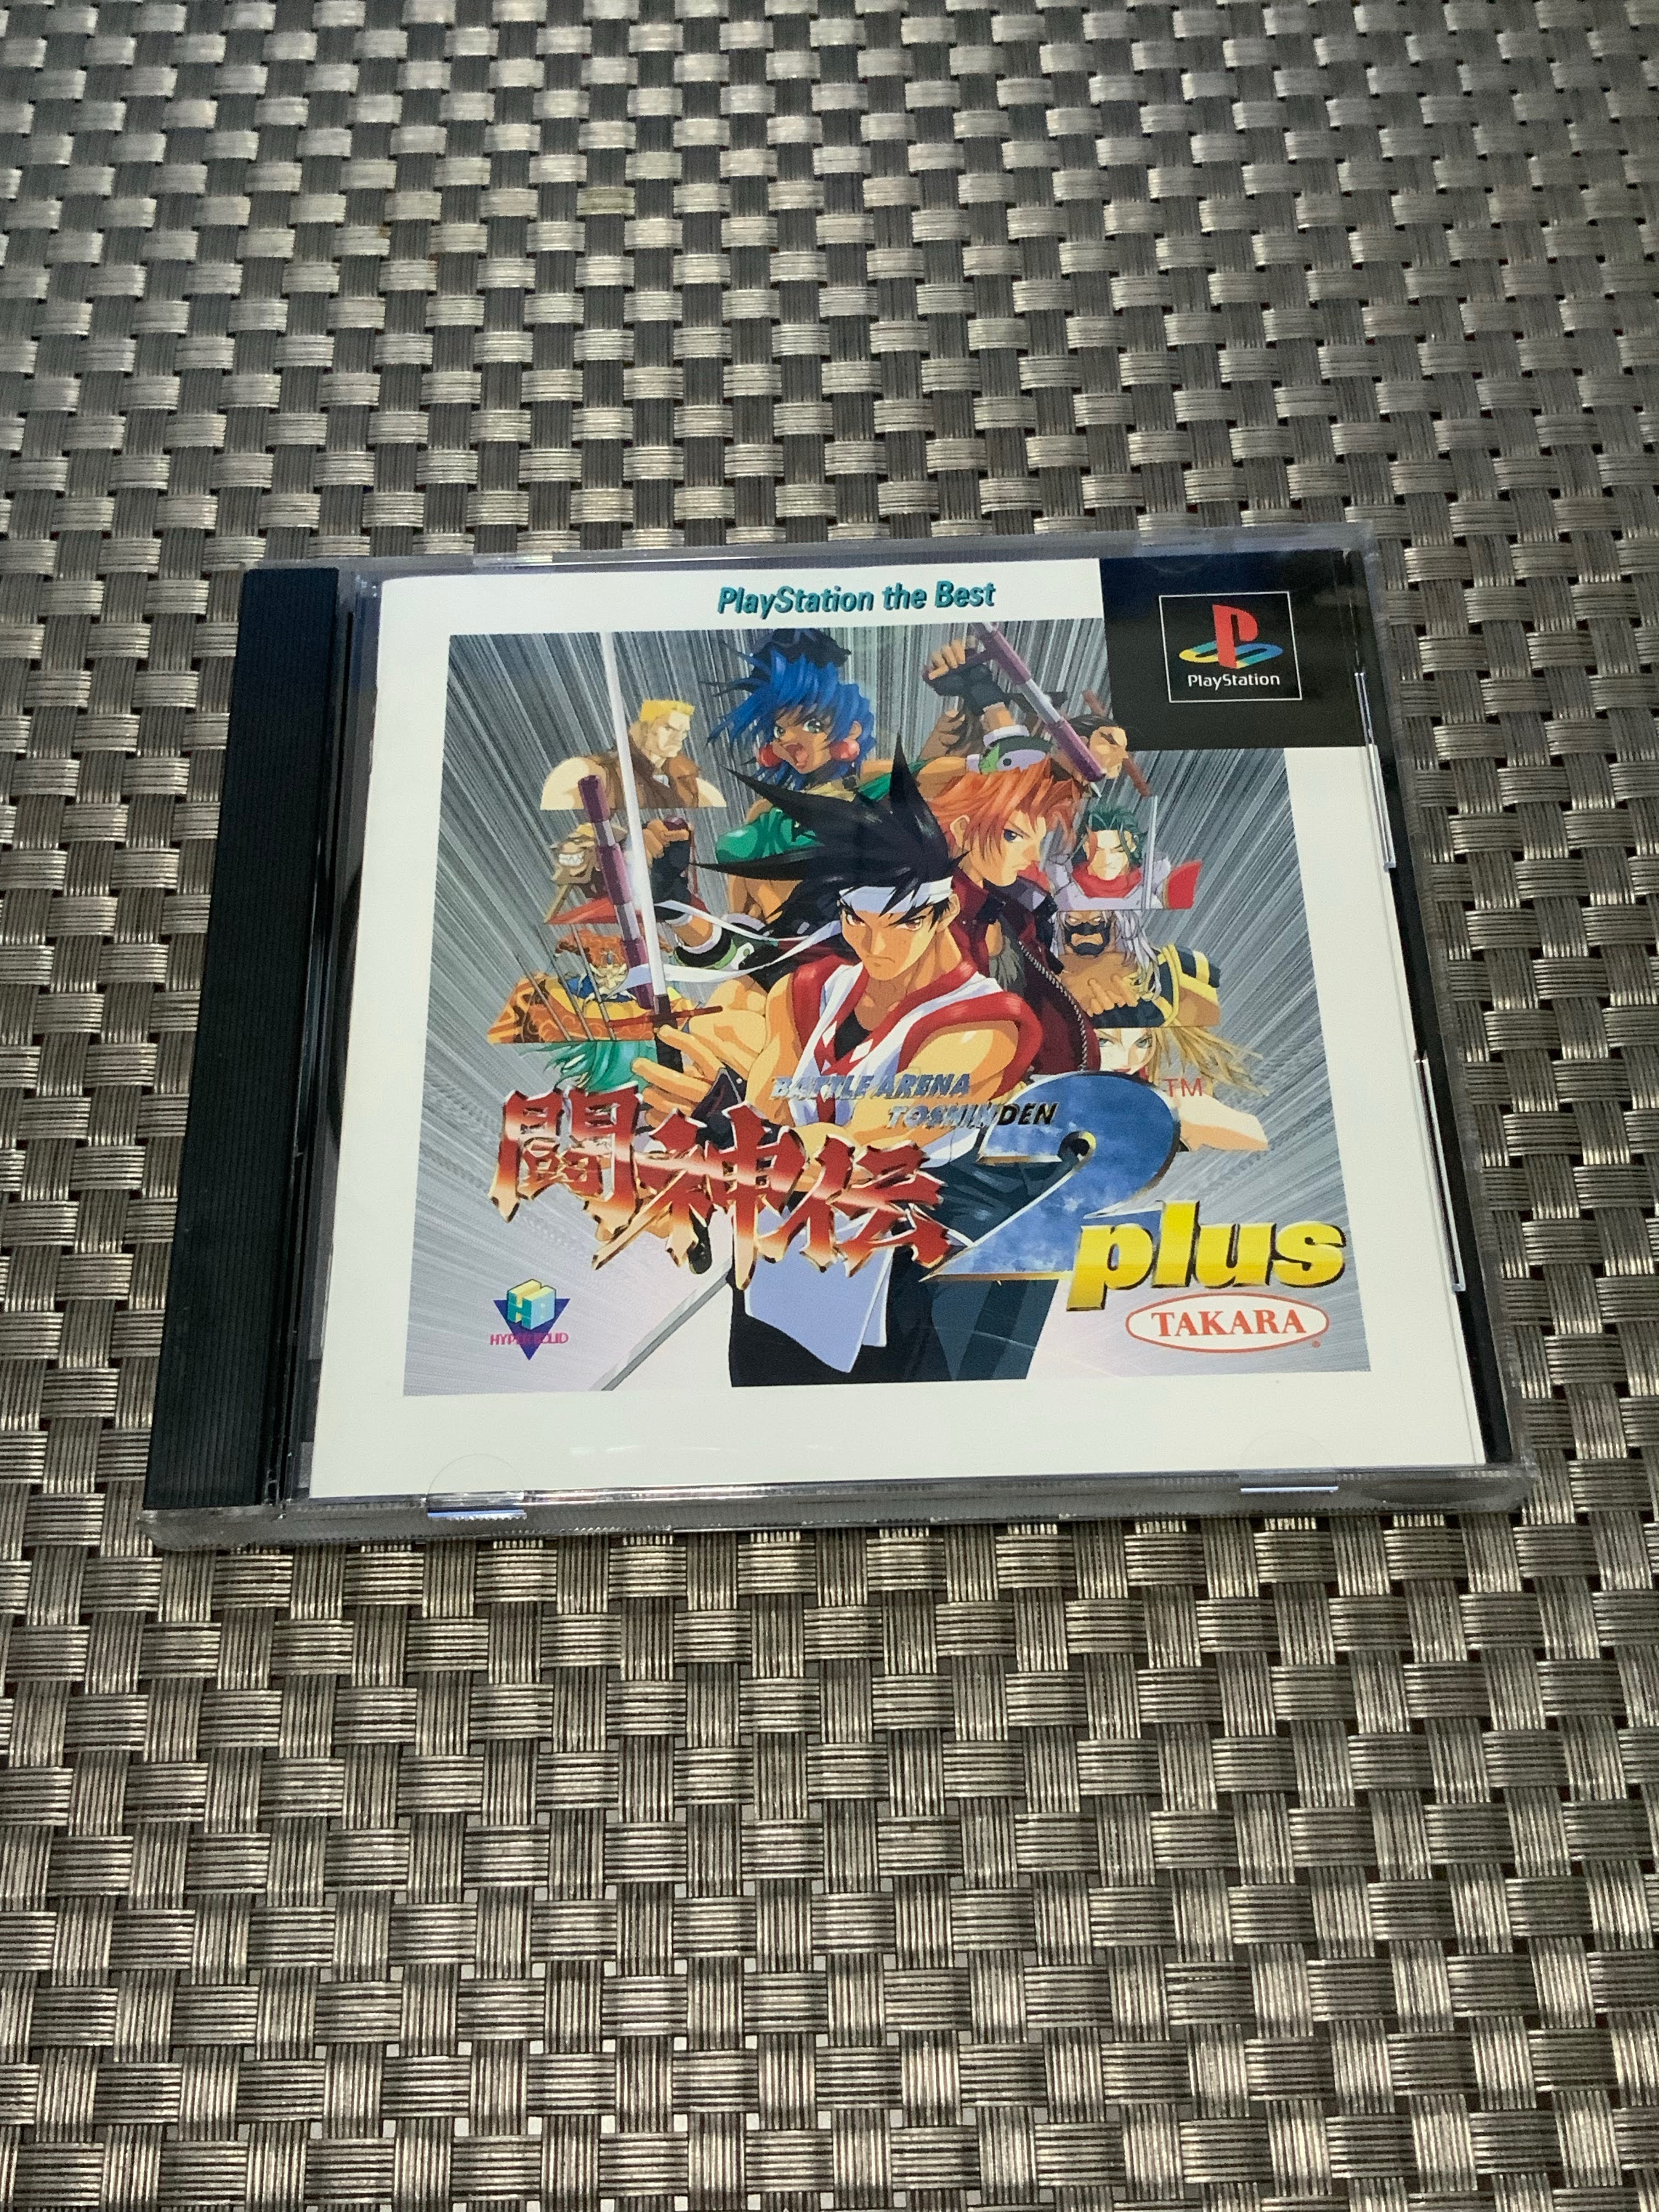 PlayStation the Best
PlayStation
BATTLE ARENA
TOSHINDEN
TM
闘神伝2
plus
HYPER SOLID
TAKARA